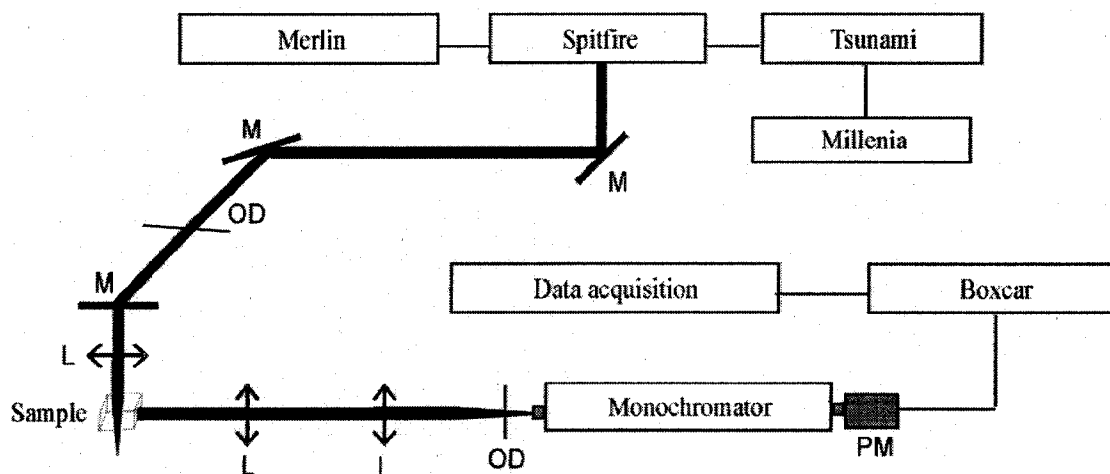 Merlin
Spitfire
Tsunami
Millenia
M
M
OD
M
Data acquisition
Boxcar
L
Sample
Monochromator
PM
L
L
OD